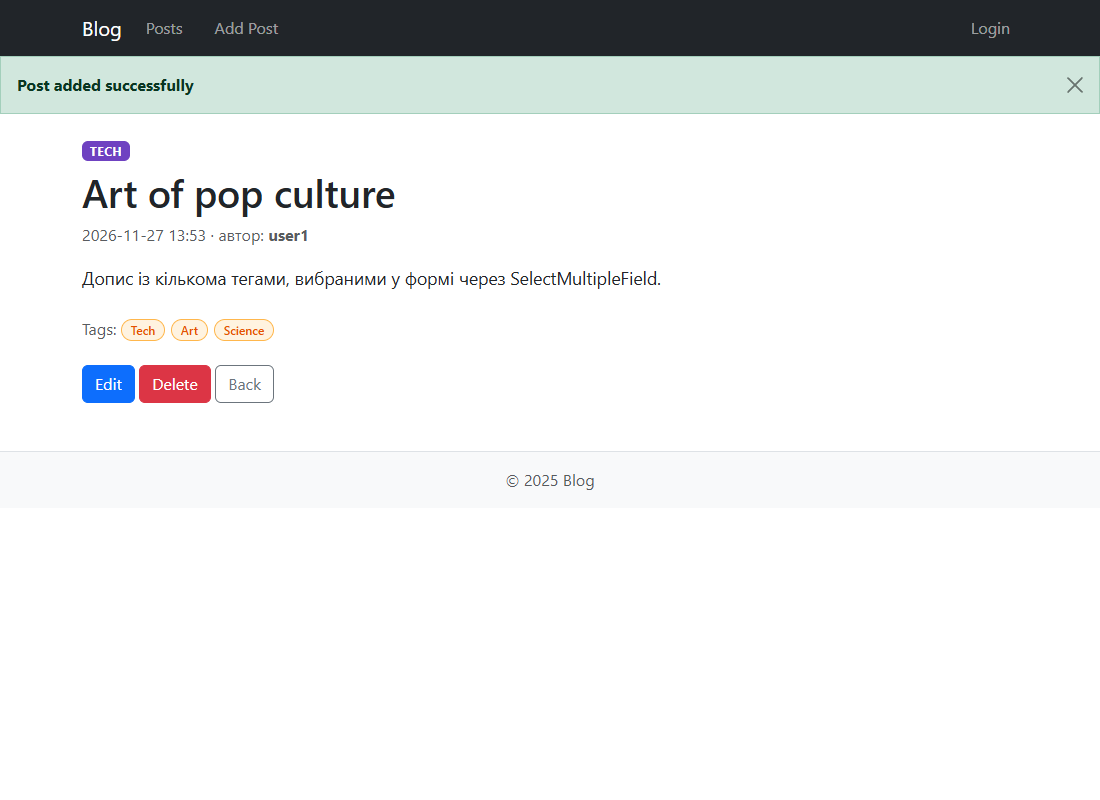 Blog Posts Add Post Login
Post added successfully
TECH
Art of pop culture
2026-11-27 13:53 · автор: user1
Допис із кількома тегами, вибраними у формі через SelectMultipleField.
Tags: Tech Art Science
Edit Delete Back
© 2025 Blog